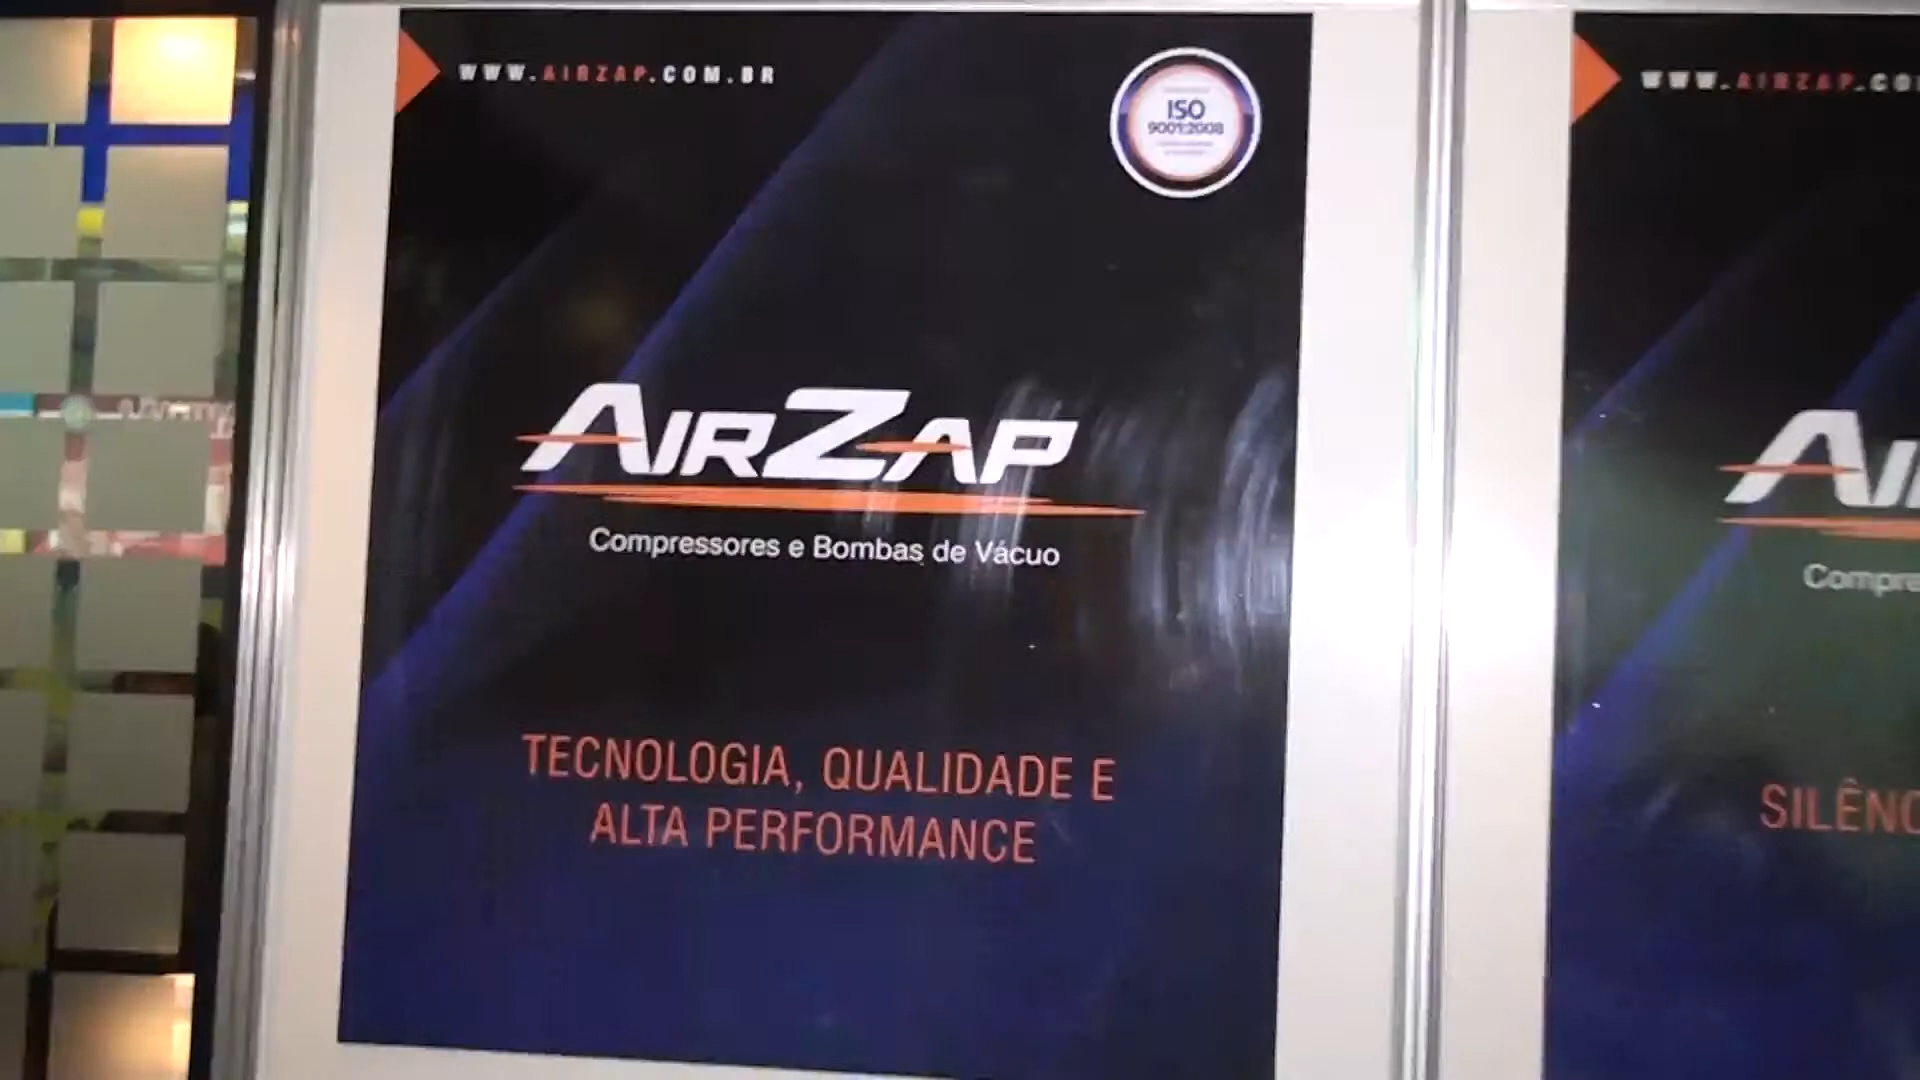 WWW.AIRZAP.COM.BR
ISO
9001:2008
AIRZAP
Compressores e Bombas de Vácuo
TECNOLOGIA, QUALIDADE E
ALTA PERFORMANCE
WWW.AIRZAP.CO
AI
Compre
SILÊNC